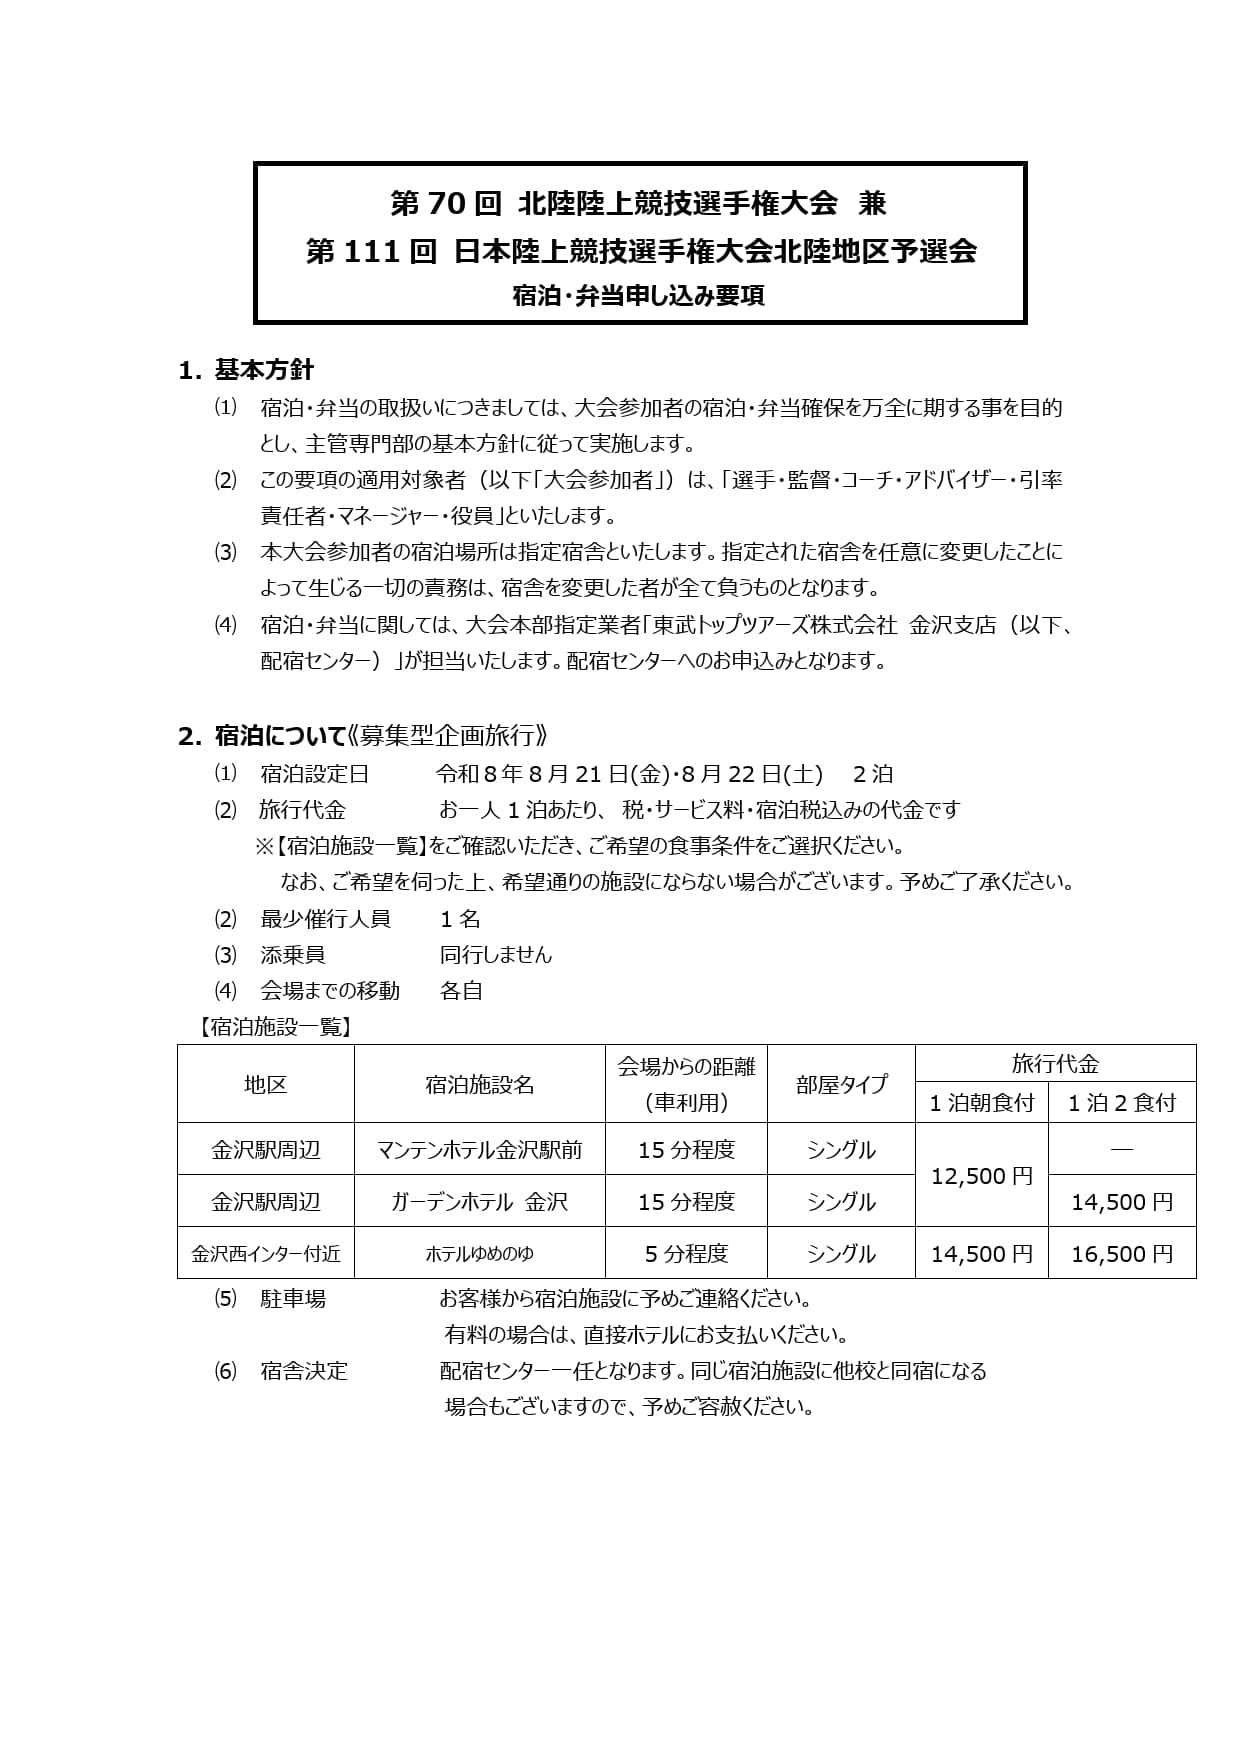 第 70 回 北陸陸上競技選手権大会 兼
第 111 回 日本陸上競技選手権大会北陸地区予選会
宿泊・弁当申し込み要項
1. 基本方針
⑴ 宿泊・弁当の取扱いにつきましては、大会参加者の宿泊・弁当確保を万全に期する事を目的
とし、主管専門部の基本方針に従って実施します。
⑵ この要項の適用対象者（以下「大会参加者」）は、「選手・監督・コーチ・アドバイザー・引率
責任者・マネージャー・役員」といたします。
⑶ 本大会参加者の宿泊場所は指定宿舎といたします。指定された宿舎を任意に変更したことに
よって生じる一切の責務は、宿舎を変更した者が全て負うものとなります。
⑷ 宿泊・弁当に関しては、大会本部指定業者「東武トップツアーズ株式会社 金沢支店（以下、
配宿センター）」が担当いたします。配宿センターへのお申込みとなります。
2. 宿泊について《募集型企画旅行》
⑴ 宿泊設定日 令和８年 8 月 21 日(金)・8 月 22 日(土) 2 泊
⑵ 旅行代金 お一人 1 泊あたり、 税・サービス料・宿泊税込みの代金です
※【宿泊施設一覧】をご確認いただき、ご希望の食事条件をご選択ください。
なお、ご希望を伺った上、希望通りの施設にならない場合がございます。予めご了承ください。
⑵ 最少催行人員 1 名
⑶ 添乗員 同行しません
⑷ 会場までの移動 各自
【宿泊施設一覧】
地区 宿泊施設名 会場からの距離（車利用） 部屋タイプ 旅行代金
1 泊朝食付 1 泊 2 食付
金沢駅周辺 マンテンホテル金沢駅前 15 分程度 シングル 12,500 円 ―
金沢駅周辺 ガーデンホテル 金沢 15 分程度 シングル 14,500 円
金沢西インター付近 ホテルゆめのゆ 5 分程度 シングル 14,500 円 16,500 円
⑸ 駐車場 お客様から宿泊施設に予めご連絡ください。
有料の場合は、直接ホテルにお支払いください。
⑹ 宿舎決定 配宿センター一任となります。同じ宿泊施設に他校と同宿になる
場合もございますので、予めご容赦ください。